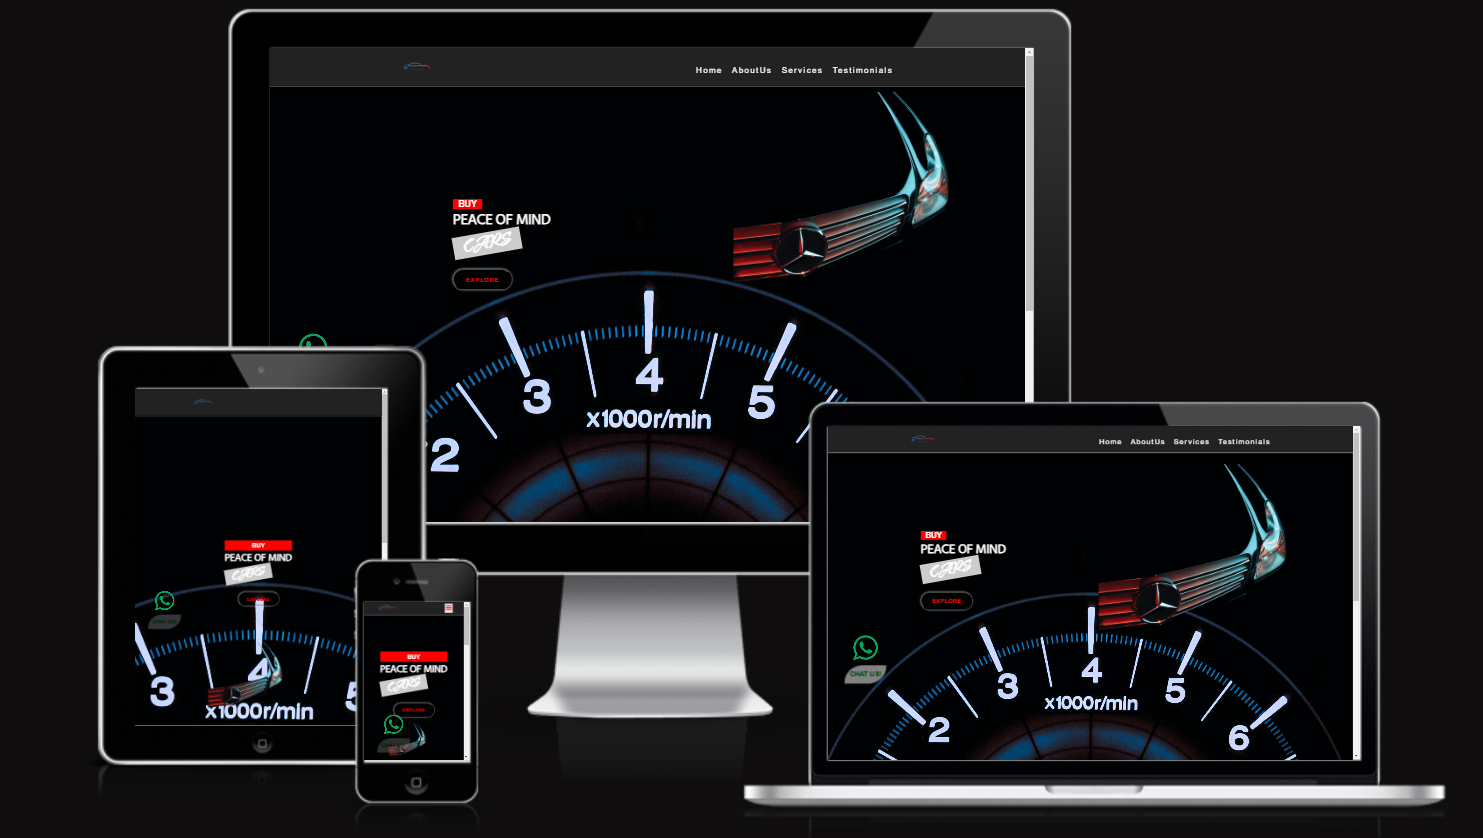 Home AboutUs Services Testimonials
BUY
PEACE OF MIND
CARS
EXPLORE
2 3 4 5
x1000r/min
BUY
PEACE OF MIND
CARS
EXPLORE
CHAT US!
3 4 5
x1000r/min
BUY
PEACE OF MIND
CARS
EXPLORE
Home AboutUs Services Testimonials
BUY
PEACE OF MIND
CARS
EXPLORE
CHAT US!
2 3 4 5 6
x1000r/min